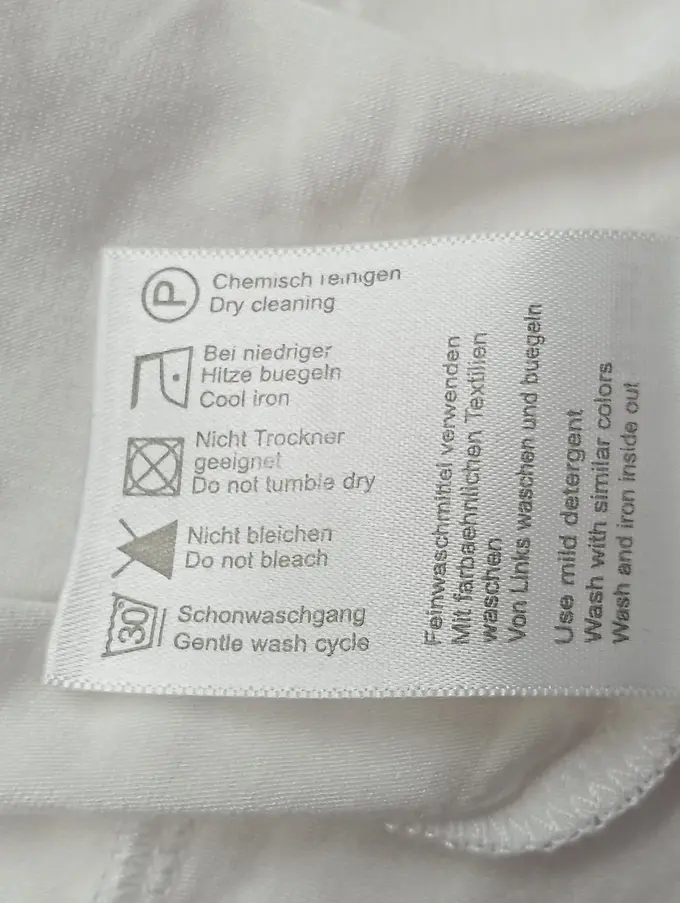 P
Chemisch reinigen
Dry cleaning
Bei niedriger
Hitze buegeln
Cool iron
Nicht Trockner
geeignet
Do not tumble dry
Nicht bleichen
Do not bleach
30°
Schonwaschgang
Gentle wash cycle
Feinwaschmittel verwenden
Mit farbaehnlichen Textilien
waschen
Von Links waschen und buegeln
Use mild detergent
Wash with similar colors
Wash and iron inside out